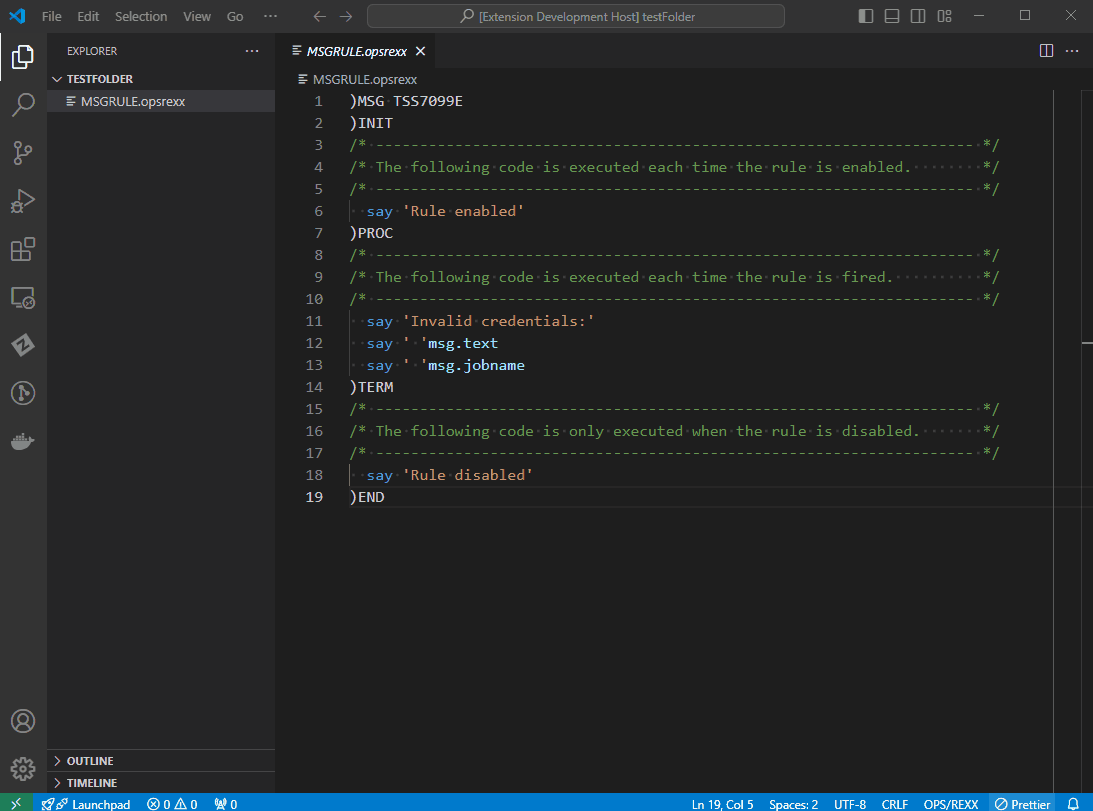 File Edit Selection View Go ··· [Extension Development Host] testFolder
EXPLORER ···
TESTFOLDER
MSGRULE.opsrexx
OUTLINE
TIMELINE
MSGRULE.opsrexx
MSGRULE.opsrexx
1 )MSG TSS7099E
2 )INIT
3 /* -------------------------------------------------------------------- */
4 /* The following code is executed each time the rule is enabled. */
5 /* -------------------------------------------------------------------- */
6 say 'Rule enabled'
7 )PROC
8 /* -------------------------------------------------------------------- */
9 /* The following code is executed each time the rule is fired. */
10 /* -------------------------------------------------------------------- */
11 say 'Invalid credentials:'
12 say ' 'msg.text
13 say ' 'msg.jobname
14 )TERM
15 /* -------------------------------------------------------------------- */
16 /* The following code is only executed when the rule is disabled. */
17 /* -------------------------------------------------------------------- */
18 say 'Rule disabled'
19 )END
Launchpad 0 0 0 Ln 19, Col 5 Spaces: 2 UTF-8 CRLF OPS/REXX Prettier